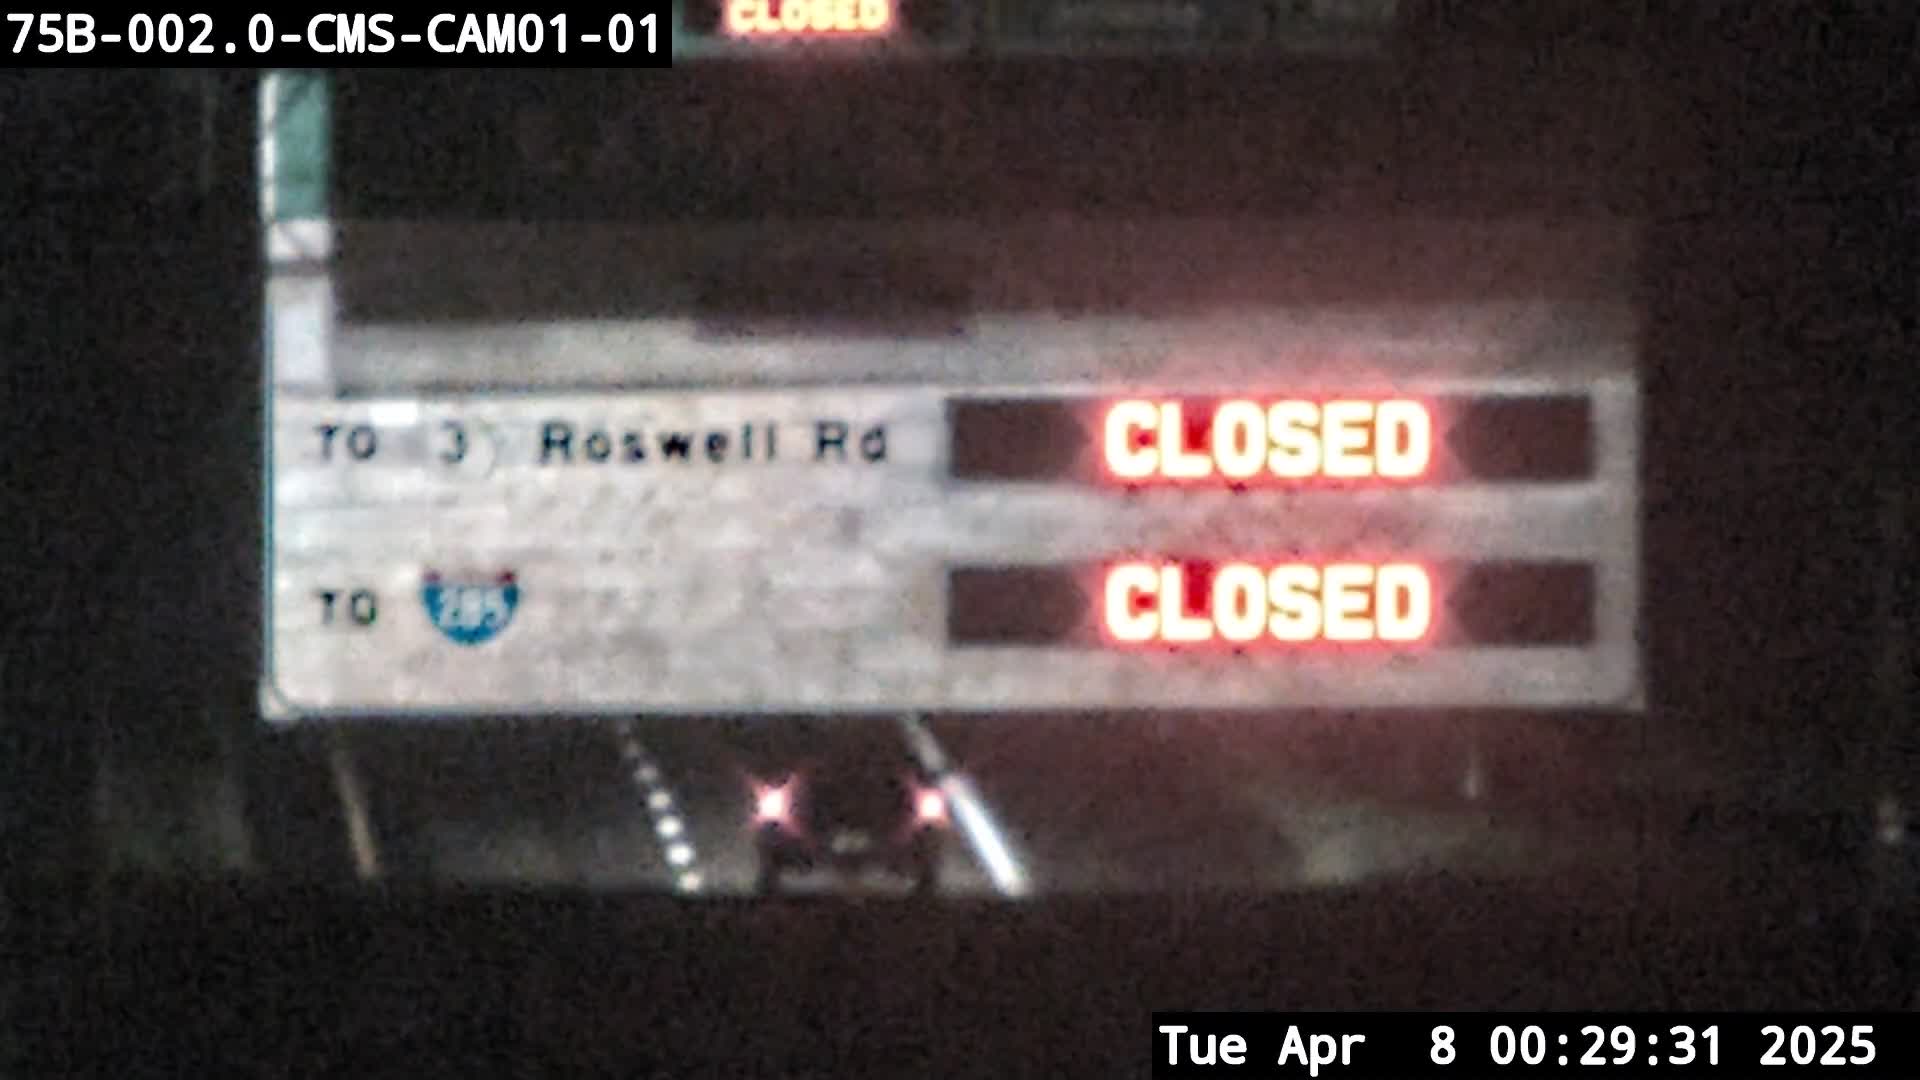 75B-002.0-CMS-CAM01-01
CLOSED
TO 3 Roswell Rd CLOSED
TO 285 CLOSED
Tue Apr 8 00:29:31 2025